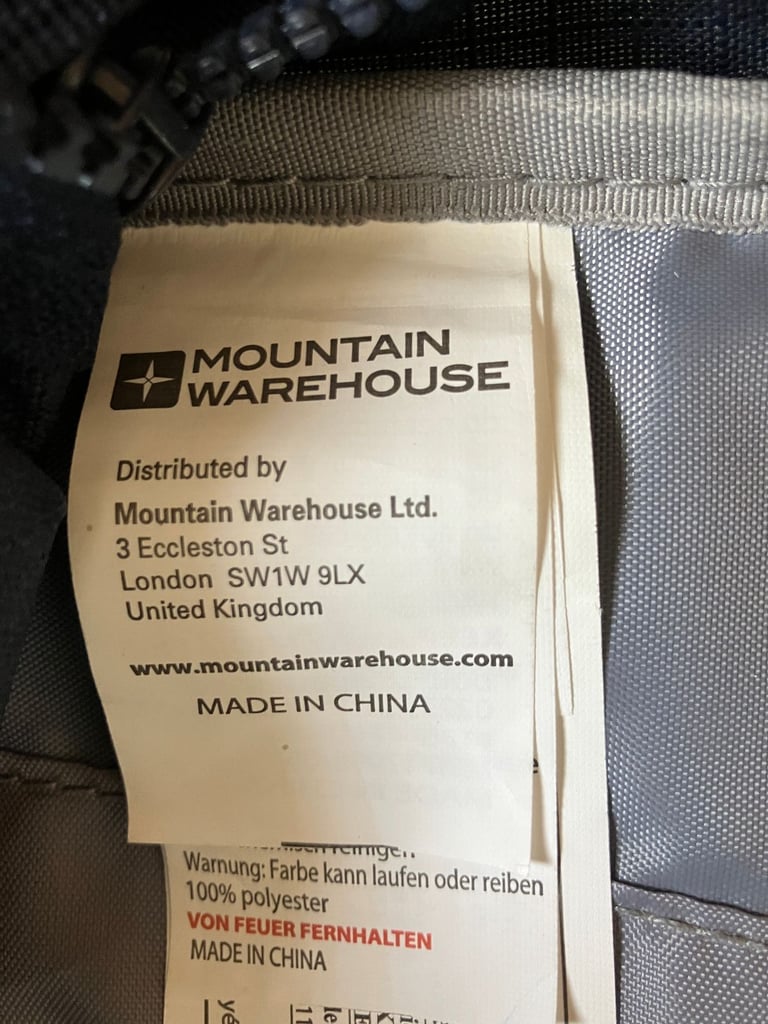 MOUNTAIN
WAREHOUSE
Distributed by
Mountain Warehouse Ltd.
3 Eccleston St
London SW1W 9LX
United Kingdom
www.mountainwarehouse.com
MADE IN CHINA
Warnung: Farbe kann laufen oder reiben
100% polyester
VON FEUER FERNHALTEN
MADE IN CHINA